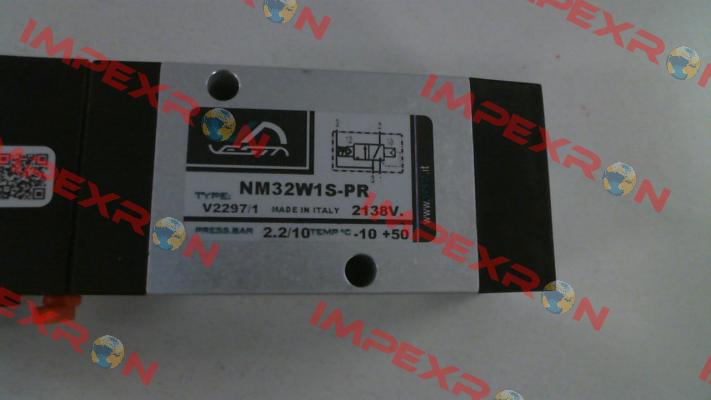 IMPEXRON
IMPEXRON
VESTA
TYPE:
NM32W1S-PR
V2297/1 MADE IN ITALY 2138V.
PRESS.BAR 2.2/10 TEMP °C -10 +50
IMPEXRON
IMPEXRON
IMPEXRON
IMPEXRON
IMPEXRON